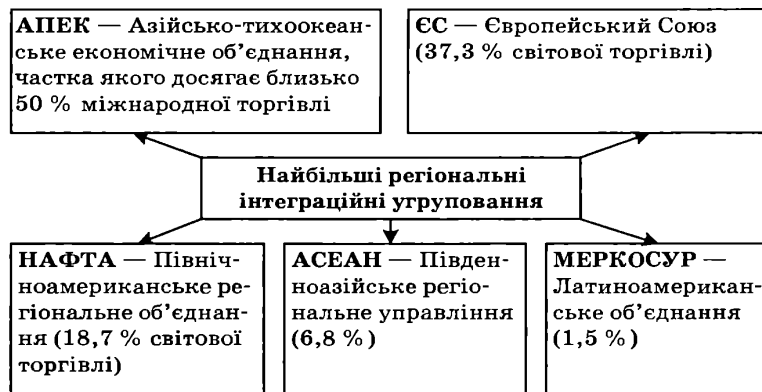 АПЕК — Азійсько-тихоокеан-
ське економічне об’єднання,
частка якого досягає близько
50 % міжнародної торгівлі
ЄС — Європейський Союз
(37,3 % світової торгівлі)
Найбільші регіональні
інтеграційні угруповання
НАФТА — Північ-
ноамериканське ре-
гіональне об’єднан-
ня (18,7 % світової
торгівлі)
АСЕАН — Півден-
ноазійське регіо-
нальне управління
(6,8 %)
МЕРКОСУР —
Латиноамерикан-
ське об’єднання
(1,5 %)